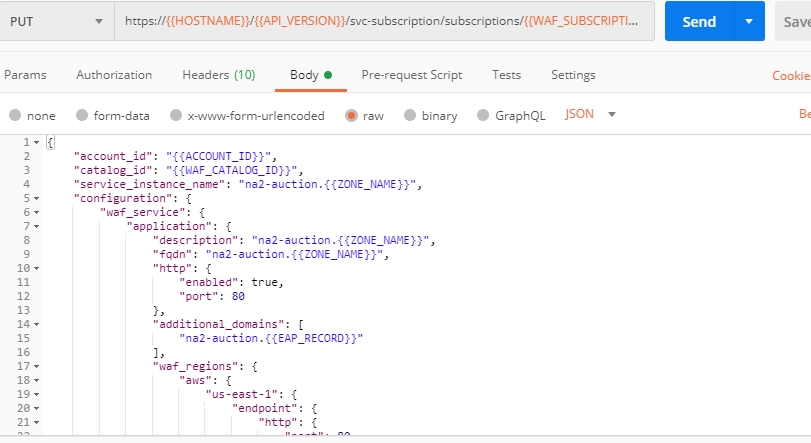 PUT https://{{HOSTNAME}}/{{API_VERSION}}/svc-subscription/subscriptions/{{WAF_SUBSCRIPTI... Send Save
Params Authorization Headers (10) Body Pre-request Script Tests Settings Cookie
none form-data x-www-form-urlencoded raw binary GraphQL JSON Be
1 {
2 "account_id": "{{ACCOUNT_ID}}",
3 "catalog_id": "{{WAF_CATALOG_ID}}",
4 "service_instance_name": "na2-auction.{{ZONE_NAME}}",
5 "configuration": {
6 "waf_service": {
7 "application": {
8 "description": "na2-auction.{{ZONE_NAME}}",
9 "fqdn": "na2-auction.{{ZONE_NAME}}",
10 "http": {
11 "enabled": true,
12 "port": 80
13 },
14 "additional_domains": [
15 "na2-auction.{{EAP_RECORD}}"
16 ],
17 "waf_regions": {
18 "aws": {
19 "us-east-1": {
20 "endpoint": {
21 "http": {
22 "port": 80